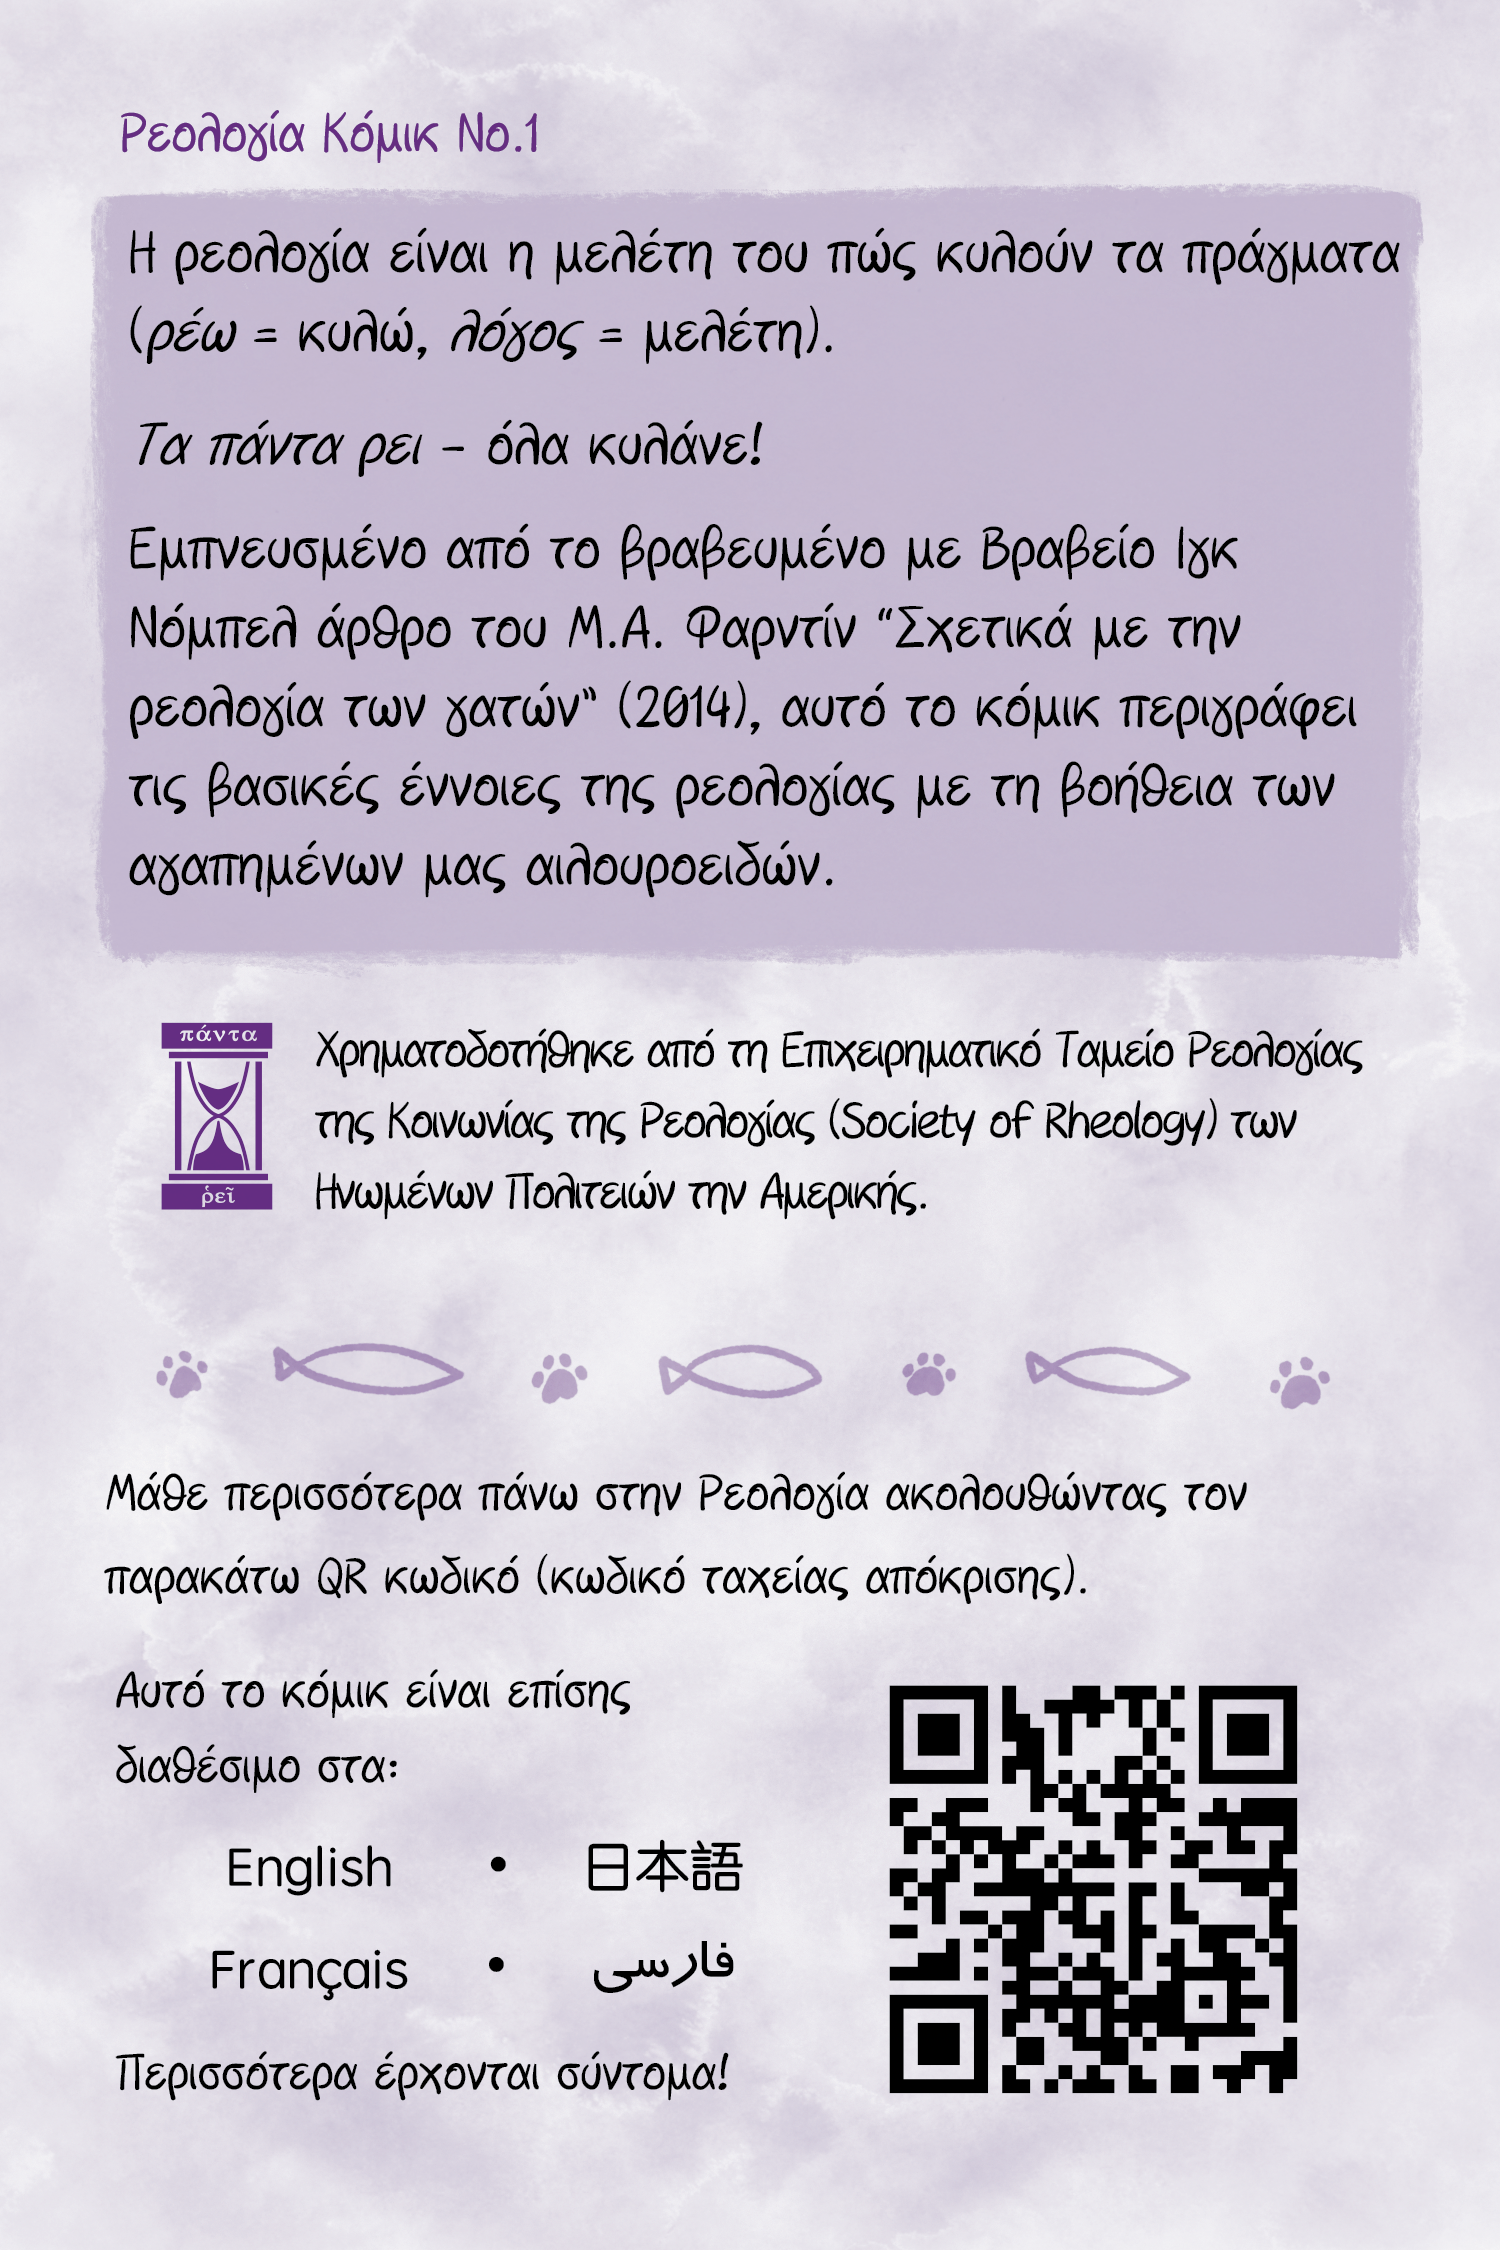 Ρεολογία Κόμικ Νο.1
Η ρεολογία είναι η μελέτη του πώς κυλούν τα πράγματα
(ρέω = κυλώ, λόγος = μελέτη).
Τα πάντα ρει – όλα κυλάνε!
Εμπνευσμένο από το βραβευμένο με Βραβείο Ιγκ
Νόμπελ άρθρο του Μ.Α. Φαρντίν “Σχετικά με την
ρεολογία των γατών” (2014), αυτό το κόμικ περιγράφει
τις βασικές έννοιες της ρεολογίας με τη βοήθεια των
αγαπημένων μας αιλουροειδών.
πάντα
ῥεῖ
Χρηματοδοτήθηκε από τη Επιχειρηματικό Ταμείο Ρεολογίας
της Κοινωνίας της Ρεολογίας (Society of Rheology) των
Ηνωμένων Πολιτειών την Αμερικής.
Μάθε περισσότερα πάνω στην Ρεολογία ακολουθώντας τον
παρακάτω QR κωδικό (κωδικό ταχείας απόκρισης).
Αυτό το κόμικ είναι επίσης
διαθέσιμο στα:
English • 日本語
Français • فارسی
Περισσότερα έρχονται σύντομα!